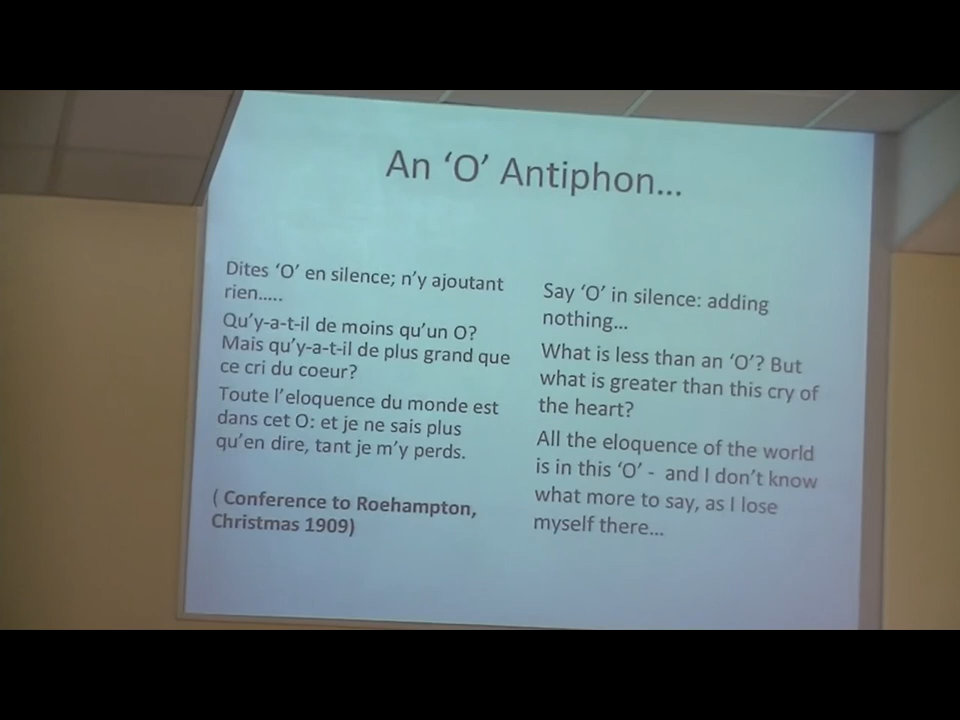 An ‘O’ Antiphon...
Dites ‘O’ en silence; n’y ajoutant
rien…..
Qu’y-a-t-il de moins qu’un O?
Mais qu’y-a-t-il de plus grand que
ce cri du coeur?
Toute l’eloquence du monde est
dans cet O: et je ne sais plus
qu’en dire, tant je m’y perds.
( Conference to Roehampton,
Christmas 1909)
Say ‘O’ in silence: adding
nothing...
What is less than an ‘O’? But
what is greater than this cry of
the heart?
All the eloquence of the world
is in this ‘O’ - and I don’t know
what more to say, as I lose
myself there...